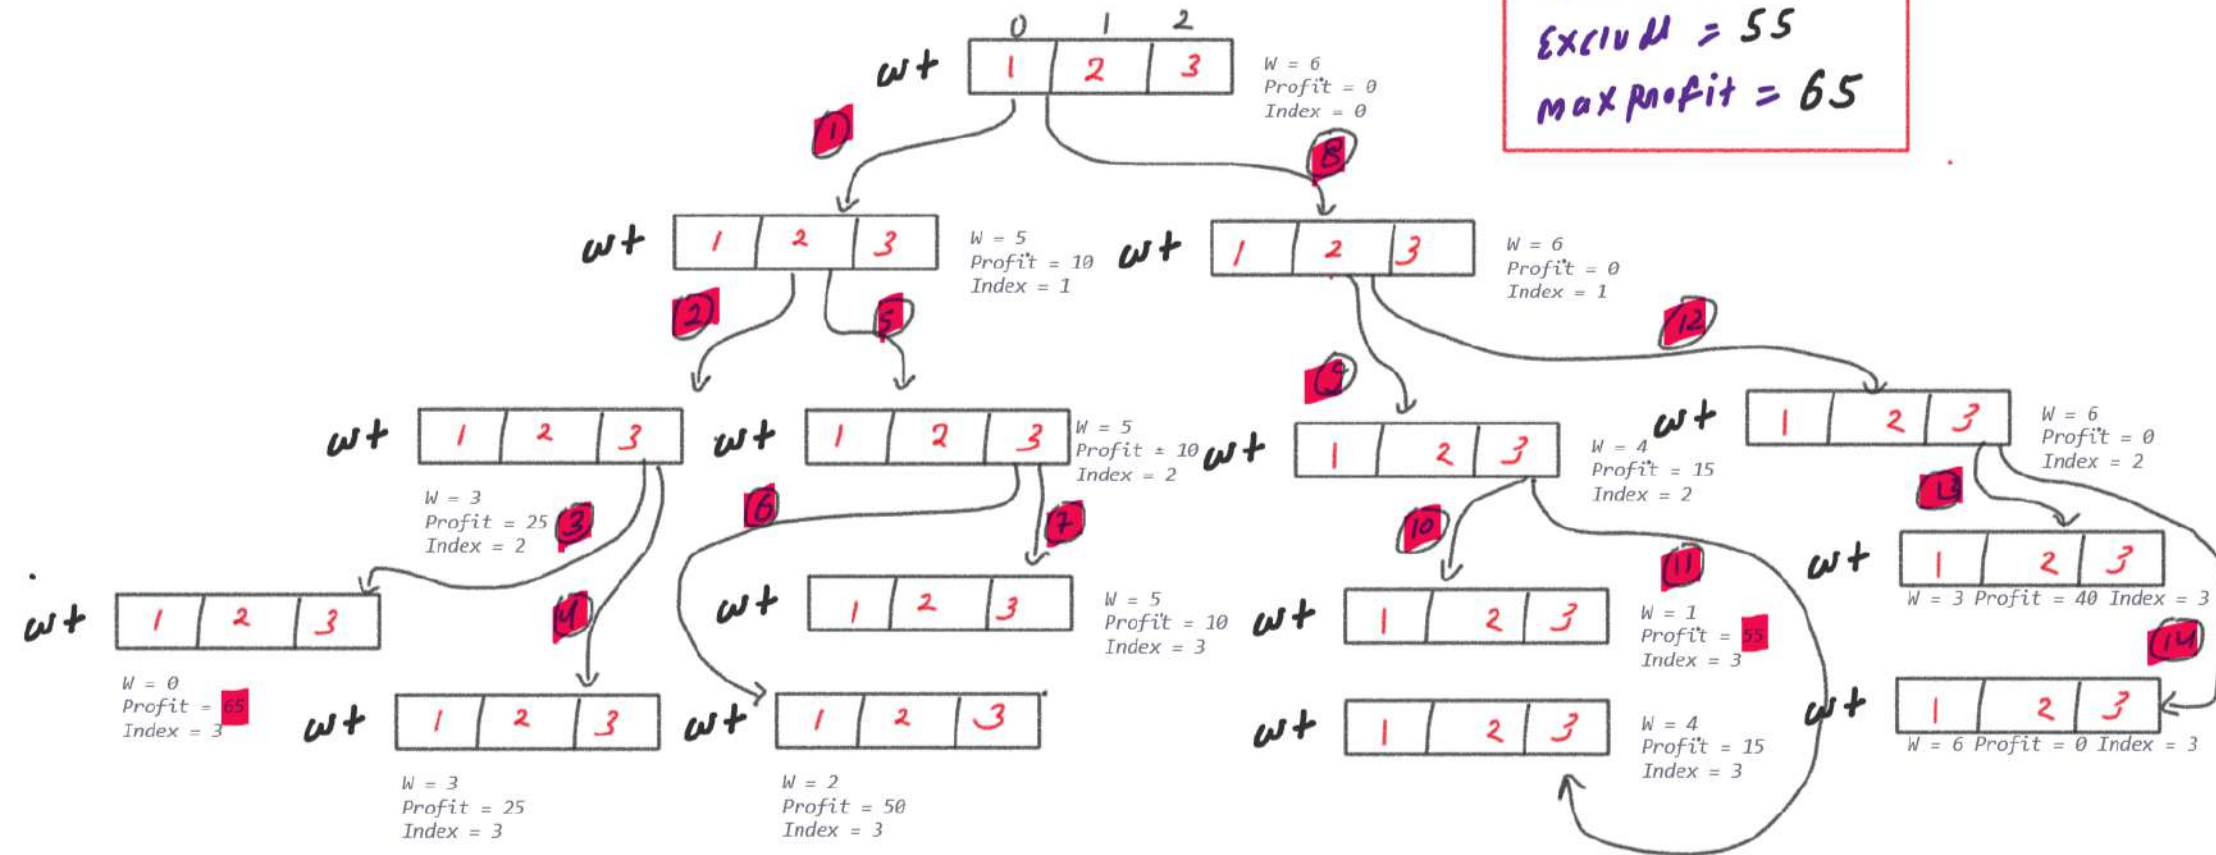 0 1 2
wt 1 2 3
W = 6
Profit = 0
Index = 0
Exclude = 55
maxprofit = 65
1
8
wt 1 2 3
W = 5
Profit = 10
Index = 1
wt 1 2 3
W = 6
Profit = 0
Index = 1
2
5
9
12
wt 1 2 3
W = 3
Profit = 25
Index = 2
wt 1 2 3
W = 5
Profit = 10
Index = 2
wt 1 2 3
W = 4
Profit = 15
Index = 2
wt 1 2 3
W = 6
Profit = 0
Index = 2
3
4
6
7
10
11
13
14
wt 1 2 3
W = 0
Profit = 65
Index = 3
wt 1 2 3
W = 3
Profit = 25
Index = 3
wt 1 2 3
W = 5
Profit = 10
Index = 3
wt 1 2 3
W = 2
Profit = 50
Index = 3
wt 1 2 3
W = 1
Profit = 55
Index = 3
wt 1 2 3
W = 4
Profit = 15
Index = 3
wt 1 2 3
W = 3 Profit = 40 Index = 3
wt 1 2 3
W = 6 Profit = 0 Index = 3